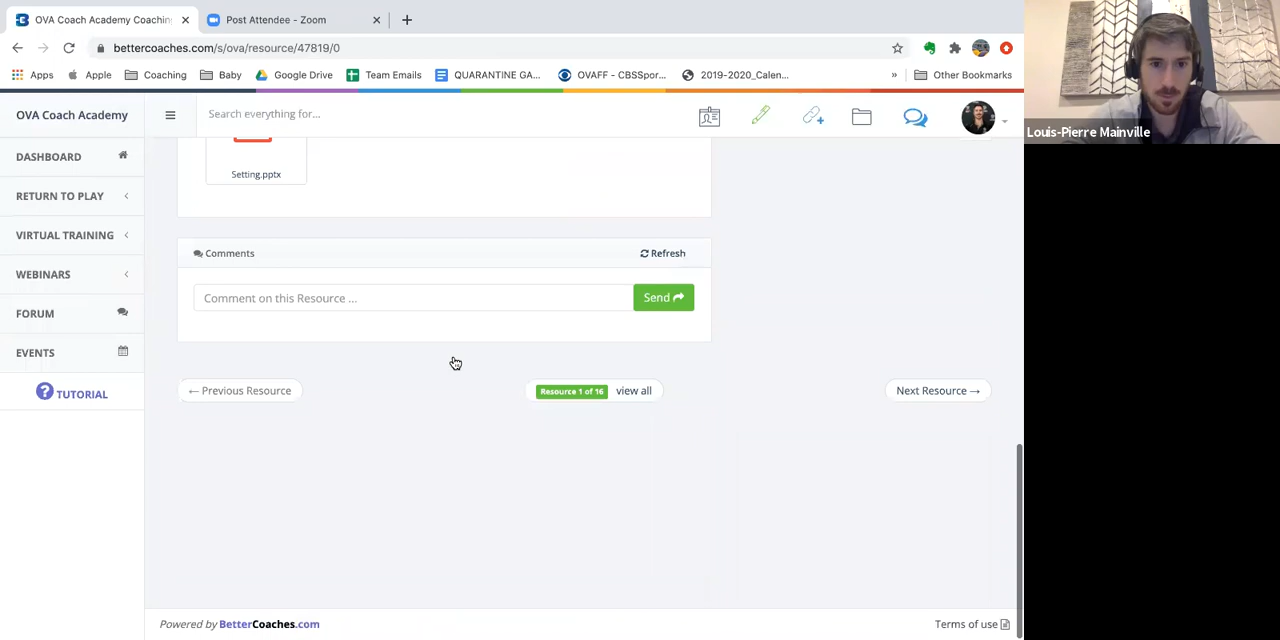 OVA Coach Academy Coaching
Post Attendee - Zoom
bettercoaches.com/s/ova/resource/47819/0
Apps
Apple
Coaching
Baby
Google Drive
Team Emails
QUARANTINE GA...
OVAFF - CBSSpor...
2019-2020_Calen...
»
Other Bookmarks
OVA Coach Academy
Search everything for...
DASHBOARD
RETURN TO PLAY
VIRTUAL TRAINING
WEBINARS
FORUM
EVENTS
? TUTORIAL
Setting.pptx
Comments
Refresh
Comment on this Resource ...
Send
← Previous Resource
Resource 1 of 16
view all
Next Resource →
Powered by BetterCoaches.com
Terms of use
Louis-Pierre Mainville